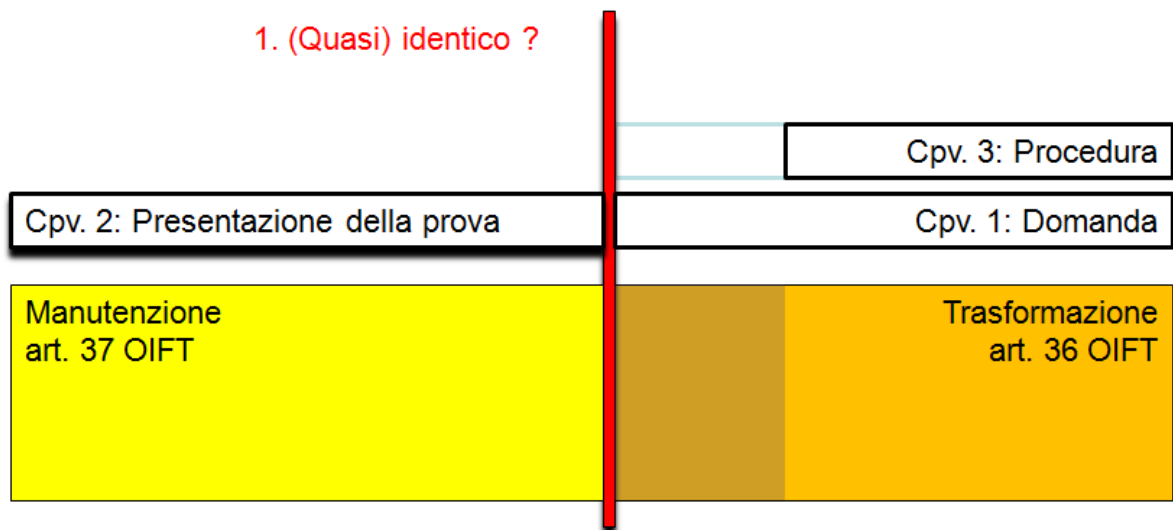 1. (Quasi) identico ?
Cpv. 3: Procedura
Cpv. 2: Presentazione della prova
Cpv. 1: Domanda
Manutenzione
art. 37 OIFT
Trasformazione
art. 36 OIFT